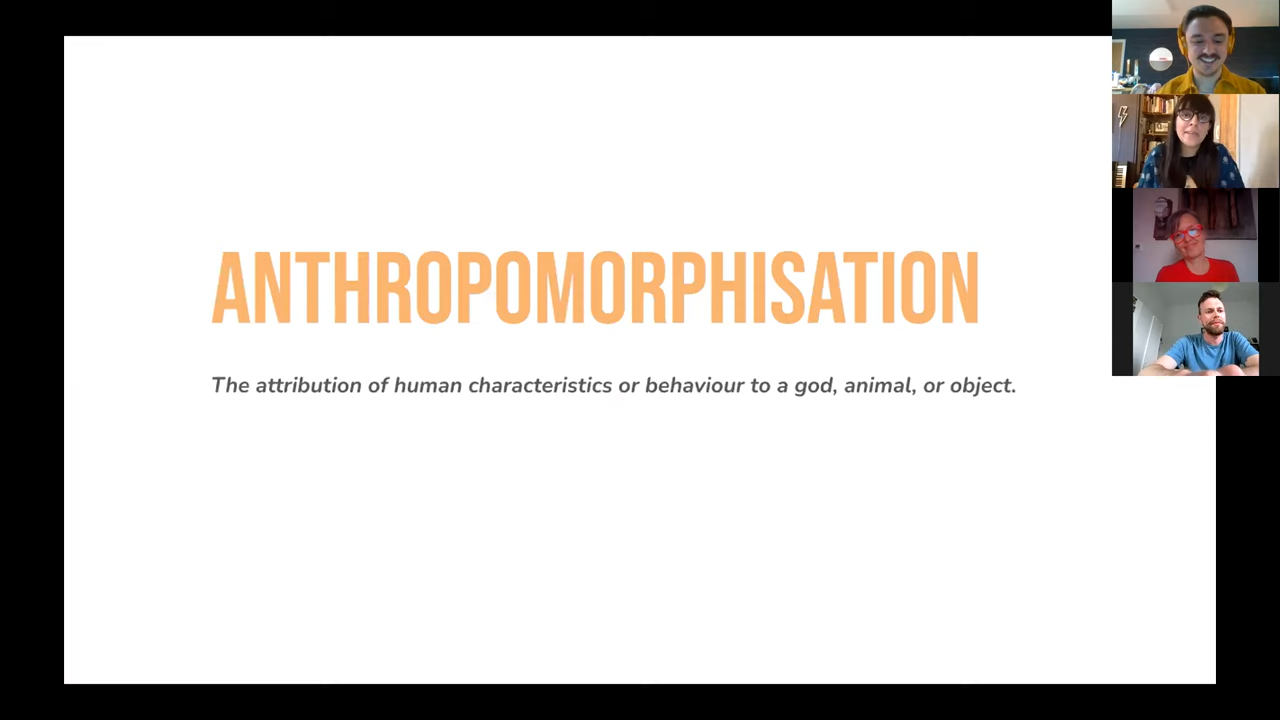 ANTHROPOMORPHISATION
The attribution of human characteristics or behaviour to a god, animal, or object.